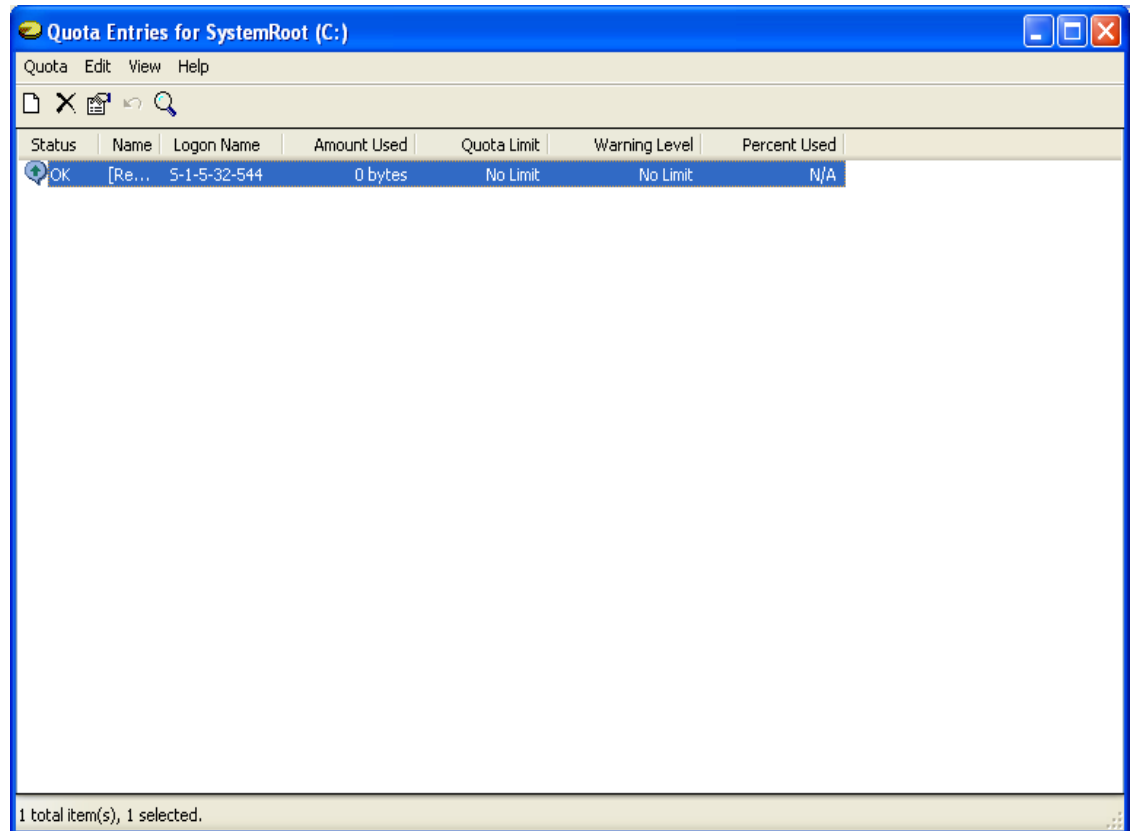 Quota Entries for SystemRoot (C:)
Quota Edit View Help
Status Name Logon Name Amount Used Quota Limit Warning Level Percent Used
OK [Re... S-1-5-32-544 0 bytes No Limit No Limit N/A
1 total item(s), 1 selected.